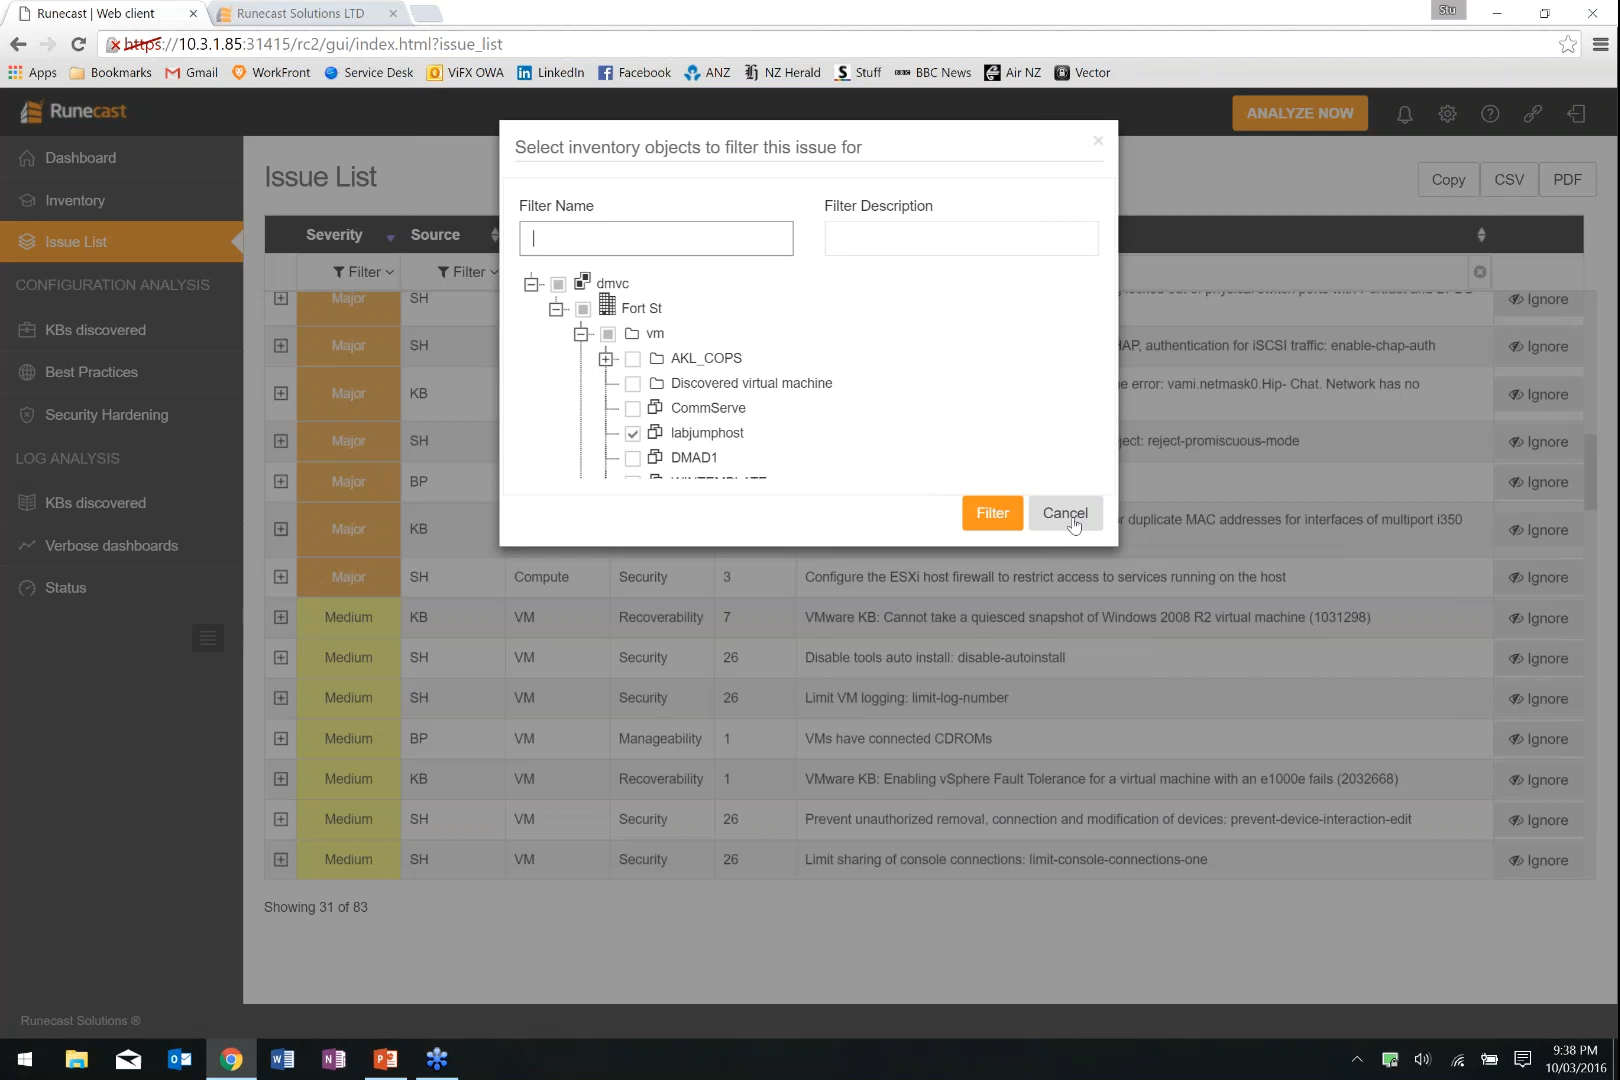 Runecast | Web client
Runecast Solutions LTD
Stu
https://10.3.1.85:31415/rc2/gui/index.html?issue_list
Apps Bookmarks Gmail WorkFront Service Desk ViFX OWA LinkedIn Facebook ANZ NZ Herald Stuff BBC News Air NZ Vector
Runecast
ANALYZE NOW
Dashboard
Inventory
Issue List
CONFIGURATION ANALYSIS
KBs discovered
Best Practices
Security Hardening
LOG ANALYSIS
KBs discovered
Verbose dashboards
Status
Issue List
Copy CSV PDF
Severity Source
Filter Filter
Select inventory objects to filter this issue for
Filter Name Filter Description
dmvc
Fort St
vm
AKL_COPS
Discovered virtual machine
CommServe
labjumphost
DMAD1
Filter Cancel
Major SH Ignore
Major SH AP, authentication for iSCSI traffic: enable-chap-auth Ignore
Major KB e error: vami.netmask0.Hip- Chat. Network has no Ignore
Major SH ject: reject-promiscuous-mode Ignore
Major BP Ignore
Major KB r duplicate MAC addresses for interfaces of multiport i350 Ignore
Major SH Compute Security 3 Configure the ESXi host firewall to restrict access to services running on the host Ignore
Medium KB VM Recoverability 7 VMware KB: Cannot take a quiesced snapshot of Windows 2008 R2 virtual machine (1031298) Ignore
Medium SH VM Security 26 Disable tools auto install: disable-autoinstall Ignore
Medium SH VM Security 26 Limit VM logging: limit-log-number Ignore
Medium BP VM Manageability 1 VMs have connected CDROMs Ignore
Medium KB VM Recoverability 1 VMware KB: Enabling vSphere Fault Tolerance for a virtual machine with an e1000e fails (2032668) Ignore
Medium SH VM Security 26 Prevent unauthorized removal, connection and modification of devices: prevent-device-interaction-edit Ignore
Medium SH VM Security 26 Limit sharing of console connections: limit-console-connections-one Ignore
Showing 31 of 83
Runecast Solutions ®
9:38 PM
10/03/2016